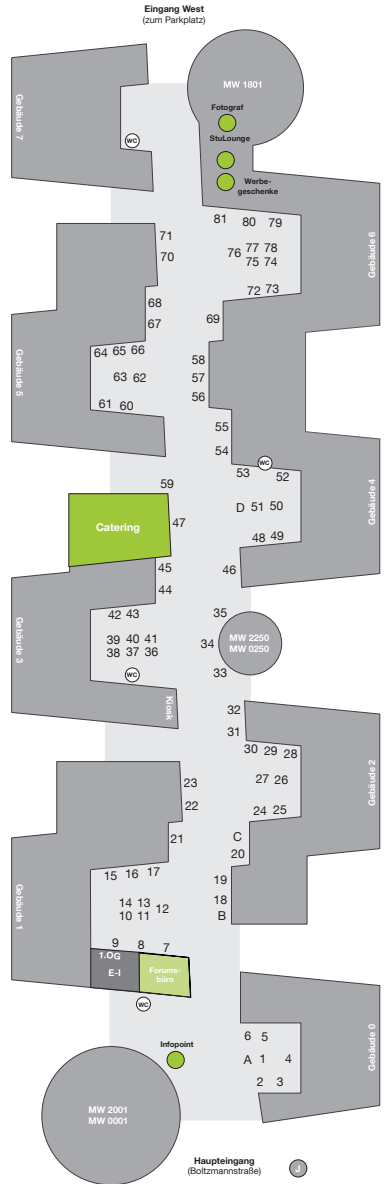 Eingang West
(zum Parkplatz)
MW 1801
Gebäude 7
Fotograf
WC
StuLounge
Werbe-
geschenke
81 80 79
71
76 77 78
75 74
70
Gebäude 6
72 73
68
69
67
64 65 66
58
Gebäude 5
63 62
57
56
61 60
55
54
WC
53 52
59
Gebäude 4
D 51 50
47
Catering
48 49
45
46
44
42 43
35
39 40 41
34
MW 2250
MW 0250
38 37 36
Gebäude 3
WC
33
Kiosk
32
31
30 29 28
23
27 26
Gebäude 2
22
24 25
21
C
20
15 16 17
19
14 13
12
10 11
18
B
Gebäude 1
9 8 7
1.OG
E-I
Forums-
büro
WC
Gebäude 0
6 5
Infopoint
A 1 4
2 3
MW 2001
MW 0001
Haupteingang
(Boltzmannstraße)
J